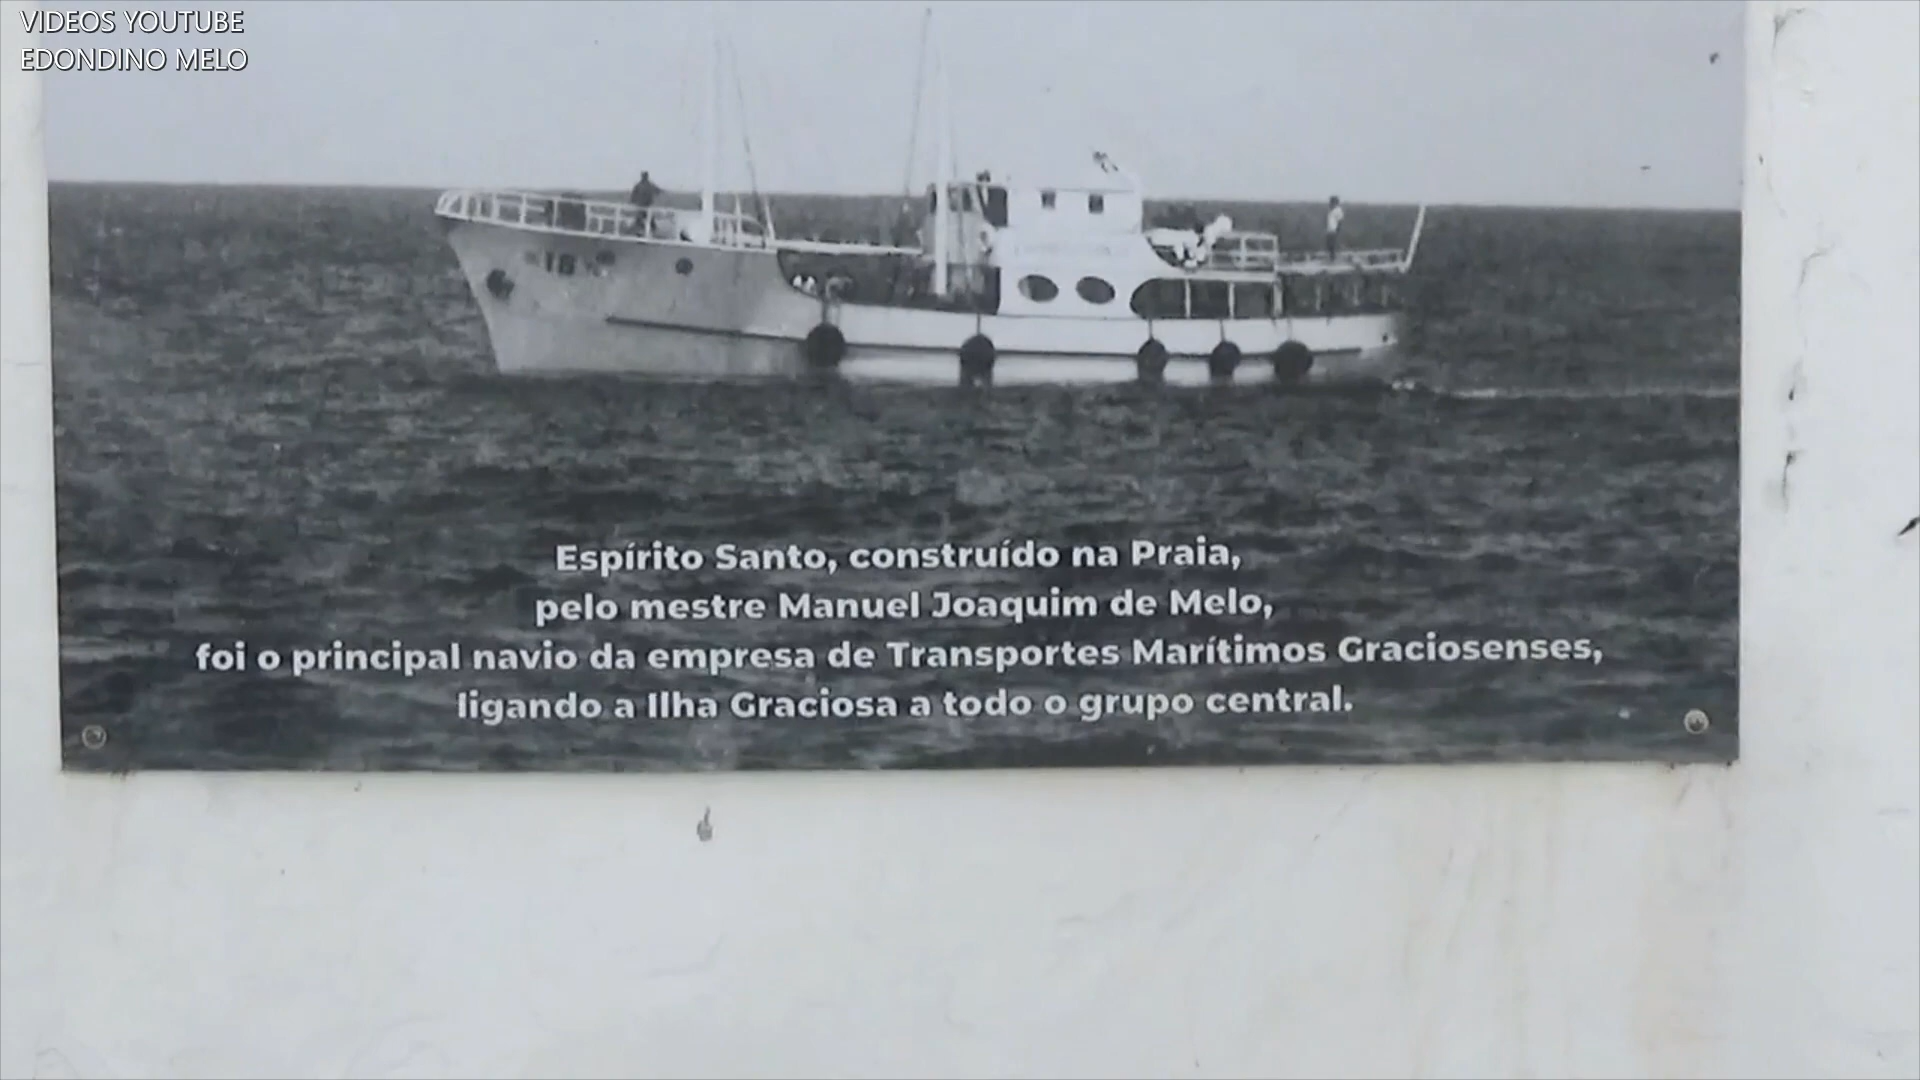 VIDEOS YOUTUBE
EDONDINO MELO
Espírito Santo, construído na Praia,
pelo mestre Manuel Joaquim de Melo,
foi o principal navio da empresa de Transportes Marítimos Graciosenses,
ligando a Ilha Graciosa a todo o grupo central.